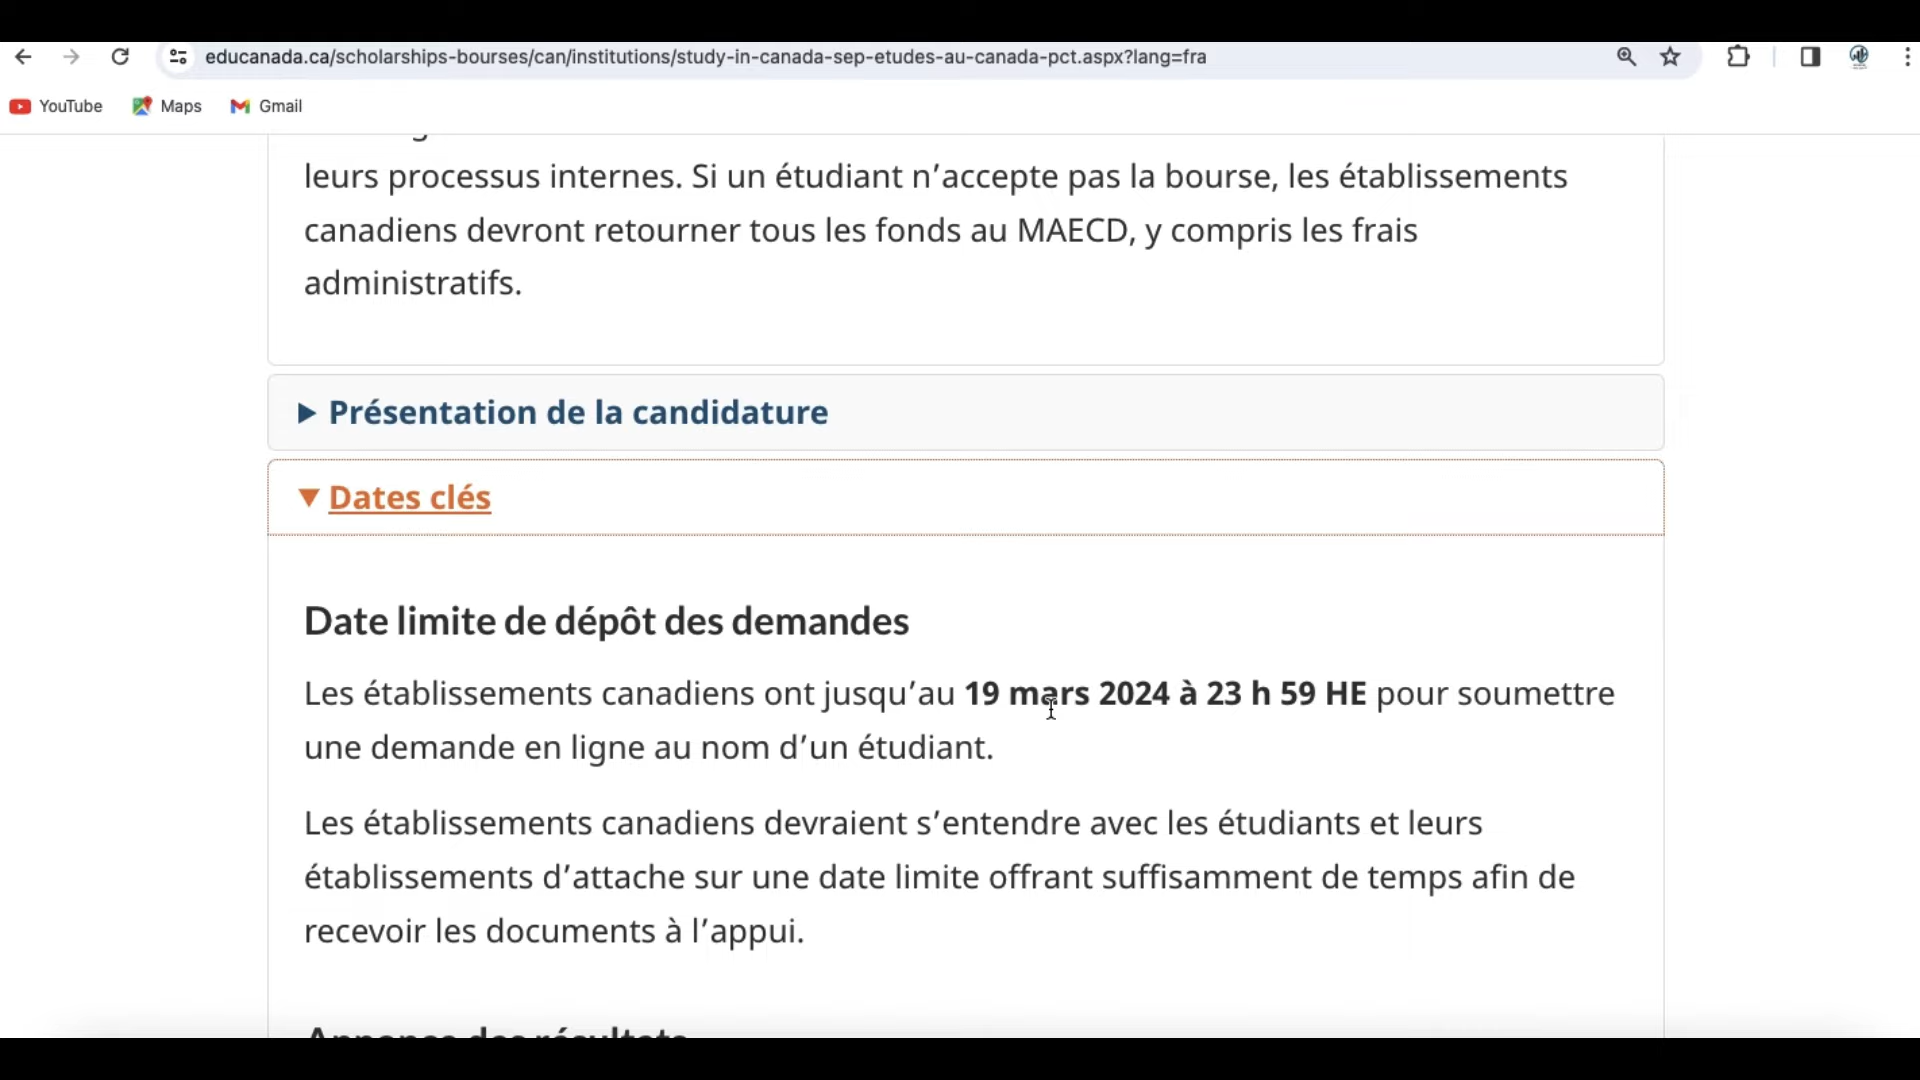 educanada.ca/scholarships-bourses/can/institutions/study-in-canada-sep-etudes-au-canada-pct.aspx?lang=fra
YouTube Maps Gmail
leurs processus internes. Si un étudiant n’accepte pas la bourse, les établissements
canadiens devront retourner tous les fonds au MAECD, y compris les frais
administratifs.
Présentation de la candidature
Dates clés
Date limite de dépôt des demandes
Les établissements canadiens ont jusqu’au 19 mars 2024 à 23 h 59 HE pour soumettre
une demande en ligne au nom d’un étudiant.
Les établissements canadiens devraient s’entendre avec les étudiants et leurs
établissements d’attache sur une date limite offrant suffisamment de temps afin de
recevoir les documents à l’appui.
Annonce des résultats